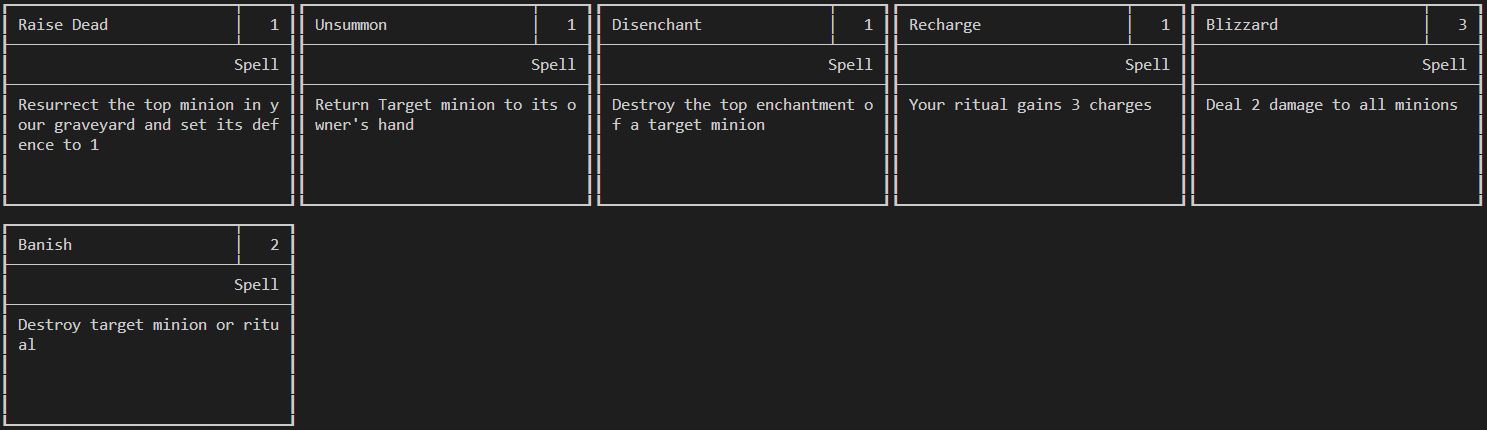 Raise Dead 1
Spell
Resurrect the top minion in y
our graveyard and set its def
ence to 1
Unsummon 1
Spell
Return Target minion to its o
wner's hand
Disenchant 1
Spell
Destroy the top enchantment o
f a target minion
Recharge 1
Spell
Your ritual gains 3 charges
Blizzard 3
Spell
Deal 2 damage to all minions
Banish 2
Spell
Destroy target minion or ritu
al